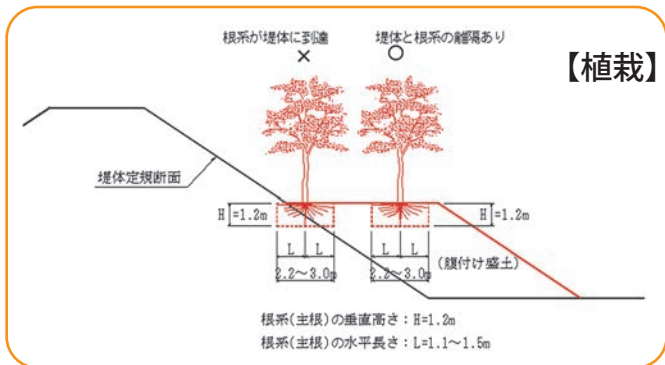 根系が堤体に到達
×
堤体と根系の離隔あり
○
【植栽】
堤体定規断面
H=1.2m
H=1.2m
L L
L L
2.2～3.0m
2.2～3.0m
(腹付け盛土)
根系(主根)の垂直高さ：H=1.2m
根系(主根)の水平長さ：L=1.1～1.5m